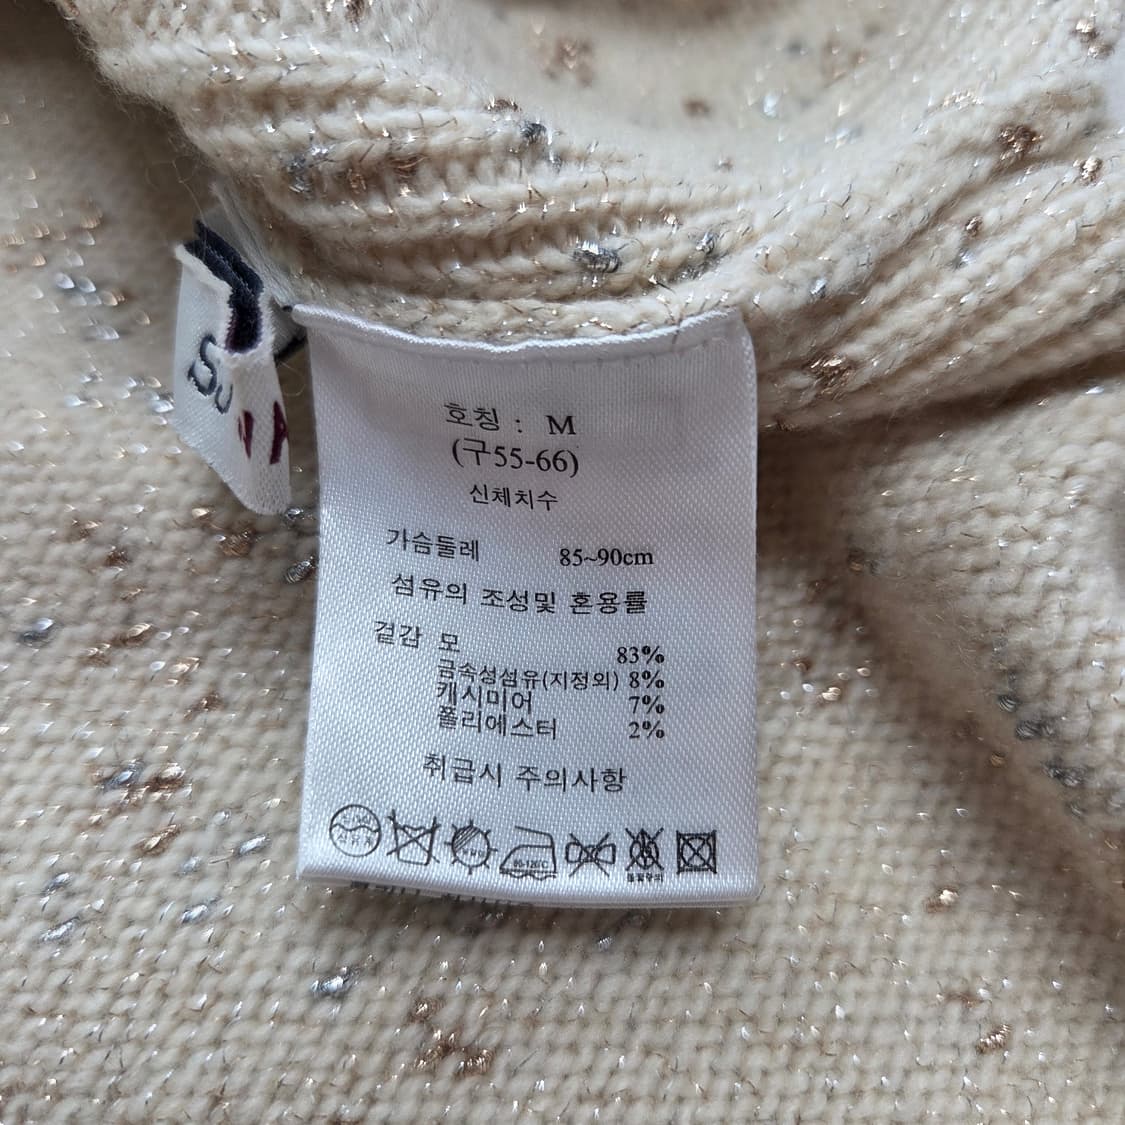 호칭 : M
(구55-66)
신체치수
가슴둘레 85~90cm
섬유의 조성및 혼용률
겉감 모 83%
금속성섬유(지정외) 8%
캐시미어 7%
폴리에스터 2%
취급시 주의사항
80-120℃